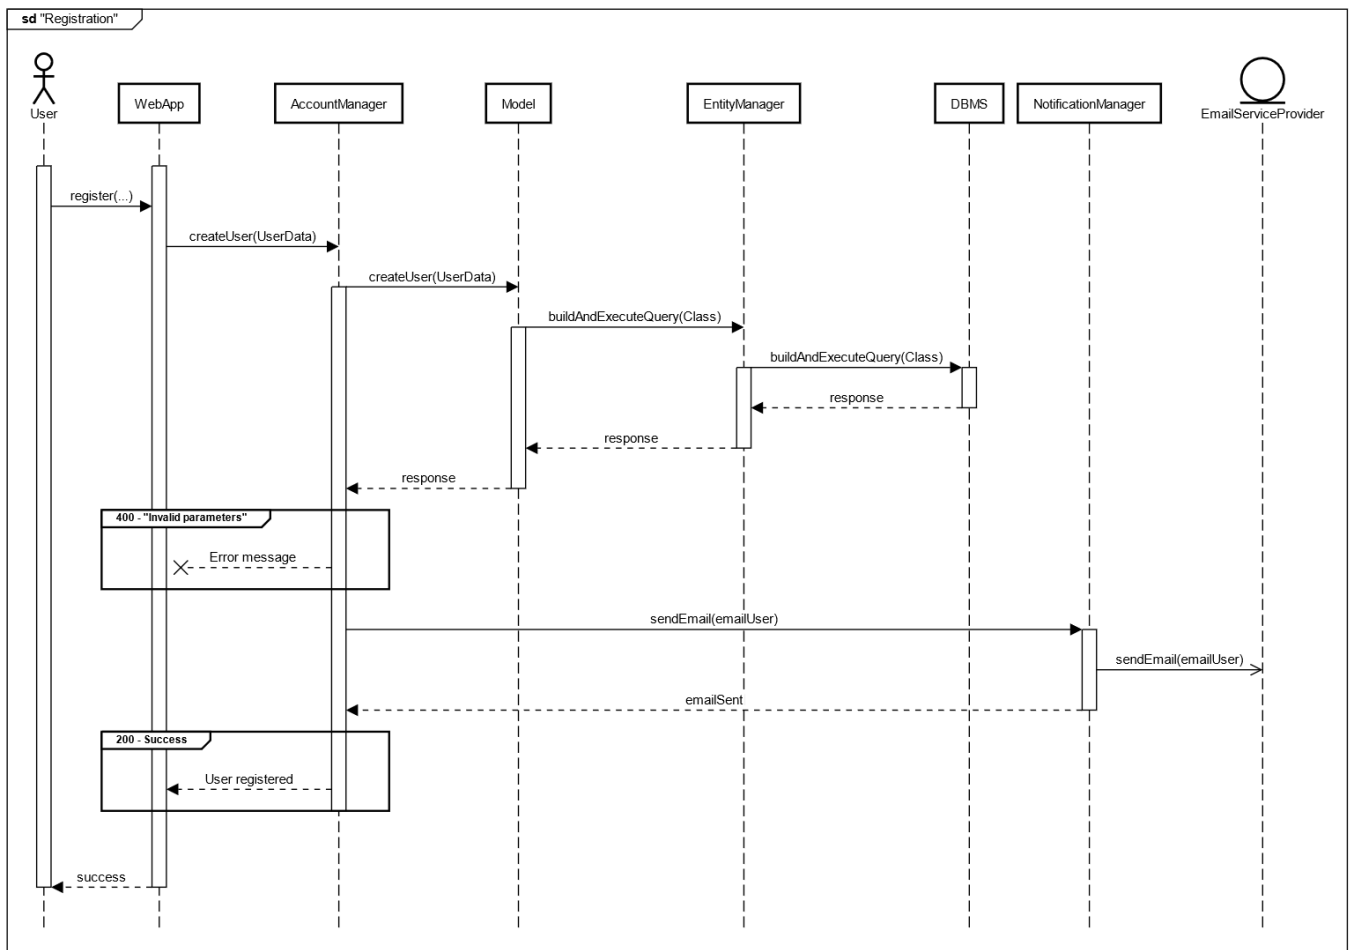 sd "Registration"
User
WebApp
AccountManager
Model
EntityManager
DBMS
NotificationManager
EmailServiceProvider
register(...)
createUser(UserData)
createUser(UserData)
buildAndExecuteQuery(Class)
buildAndExecuteQuery(Class)
response
response
response
400 - "Invalid parameters"
Error message
sendEmail(emailUser)
sendEmail(emailUser)
emailSent
200 - Success
User registered
success